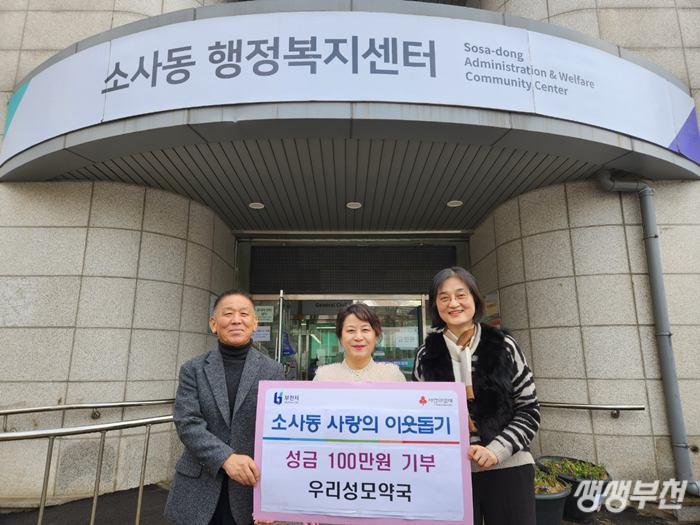 소사동 행정복지센터
Sosa-dong
Administration & Welfare
Community Center
부천시
사랑의열매
소사동 사랑의 이웃돕기
성금 100만원 기부
우리성모약국
생생부천